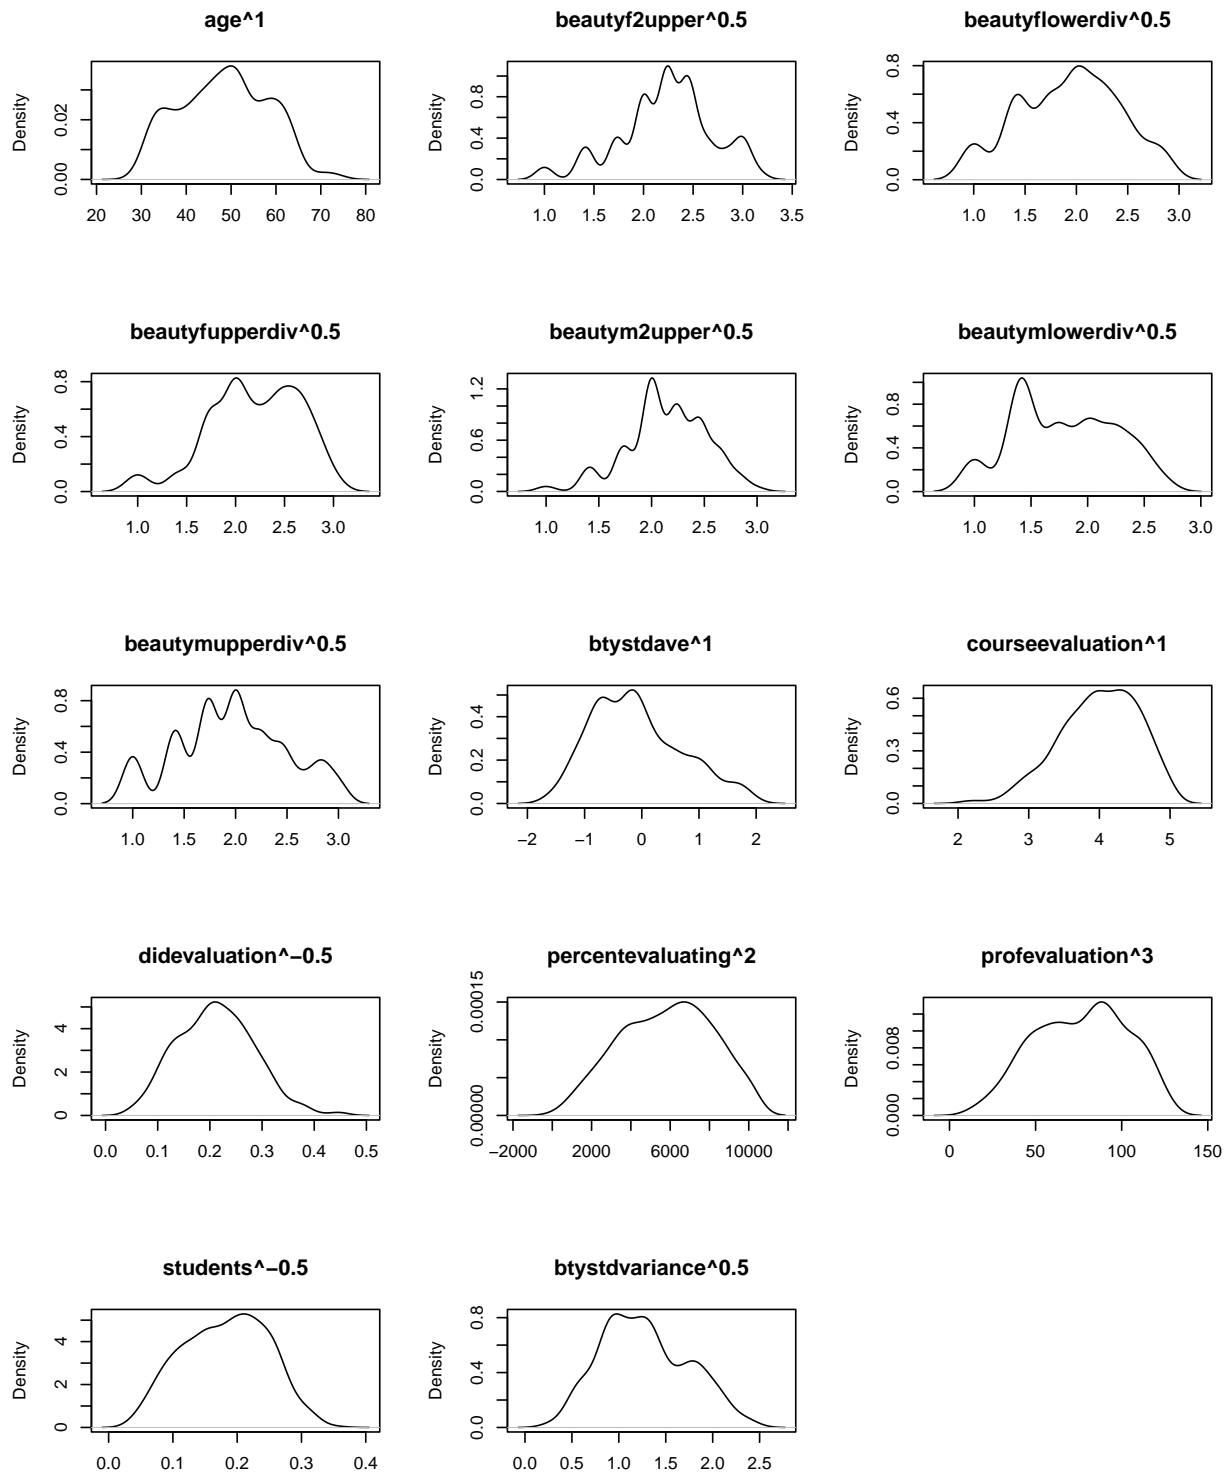 age^1
Density
0.00 0.02
20 30 40 50 60 70 80
beautyf2upper^0.5
Density
0.0 0.4 0.8
1.0 1.5 2.0 2.5 3.0 3.5
beautyflowerdiv^0.5
Density
0.0 0.4 0.8
1.0 1.5 2.0 2.5 3.0
beautyfupperdiv^0.5
Density
0.0 0.4 0.8
1.0 1.5 2.0 2.5 3.0
beautym2upper^0.5
Density
0.0 0.6 1.2
1.0 1.5 2.0 2.5 3.0
beautymlowerdiv^0.5
Density
0.0 0.4 0.8
1.0 1.5 2.0 2.5 3.0
beautymupperdiv^0.5
Density
0.0 0.4 0.8
1.0 1.5 2.0 2.5 3.0
btystdave^1
Density
0.0 0.2 0.4
−2 −1 0 1 2
courseevaluation^1
Density
0.0 0.3 0.6
2 3 4 5
didevaluation^−0.5
Density
0 2 4
0.0 0.1 0.2 0.3 0.4 0.5
percentevaluating^2
Density
0.00000 0.00015
−2000 2000 6000 10000
profevaluation^3
Density
0.000 0.008
0 50 100 150
students^−0.5
Density
0 2 4
0.0 0.1 0.2 0.3 0.4
btystdvariance^0.5
Density
0.0 0.4 0.8
0.0 0.5 1.0 1.5 2.0 2.5